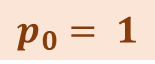 p₀ = 1